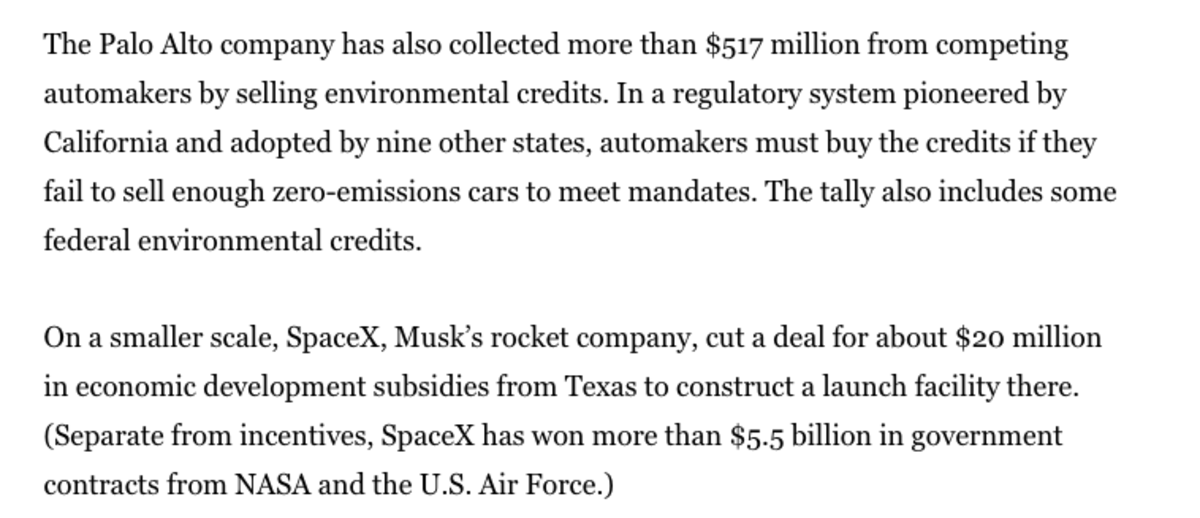 The Palo Alto company has also collected more than $517 million from competing
automakers by selling environmental credits. In a regulatory system pioneered by
California and adopted by nine other states, automakers must buy the credits if they
fail to sell enough zero-emissions cars to meet mandates. The tally also includes some
federal environmental credits.
On a smaller scale, SpaceX, Musk’s rocket company, cut a deal for about $20 million
in economic development subsidies from Texas to construct a launch facility there.
(Separate from incentives, SpaceX has won more than $5.5 billion in government
contracts from NASA and the U.S. Air Force.)